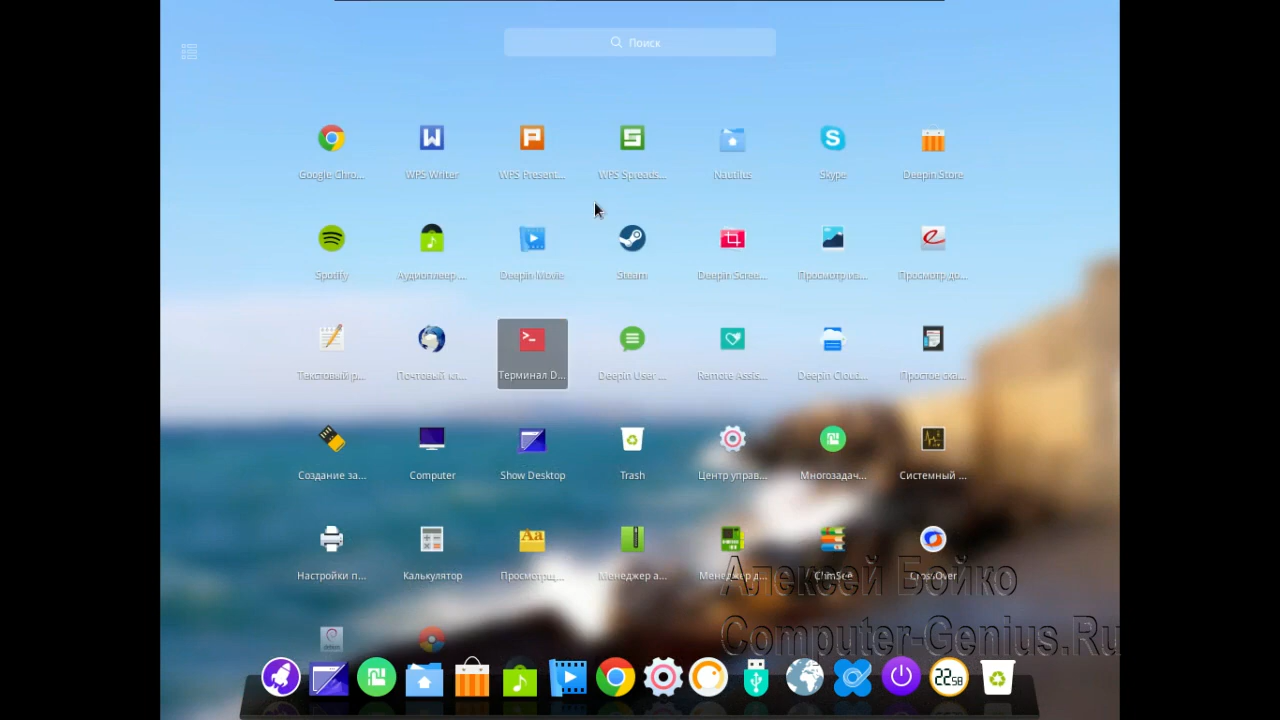 Поиск
Google Chro...
WPS Writer
WPS Present...
WPS Spreads...
Nautilus
Skype
Deepin Store
Spotify
Аудиоплеер ...
Deepin Movie
Steam
Deepin Scree...
Просмотр из...
Просмотр до...
Текстовый р...
Почтовый кл...
Терминал D...
Deepin User ...
Remote Assis...
Deepin Cloud...
Простое ска...
Создание за...
Computer
Show Desktop
Trash
Центр управ...
Многозадач...
Системный ...
Настройки п...
Калькулятор
Просмотрщ...
Менеджер а...
Менеджер д...
ChmSee
CrossOver
Алексей Бойко
Computer-Genius.Ru
22 58